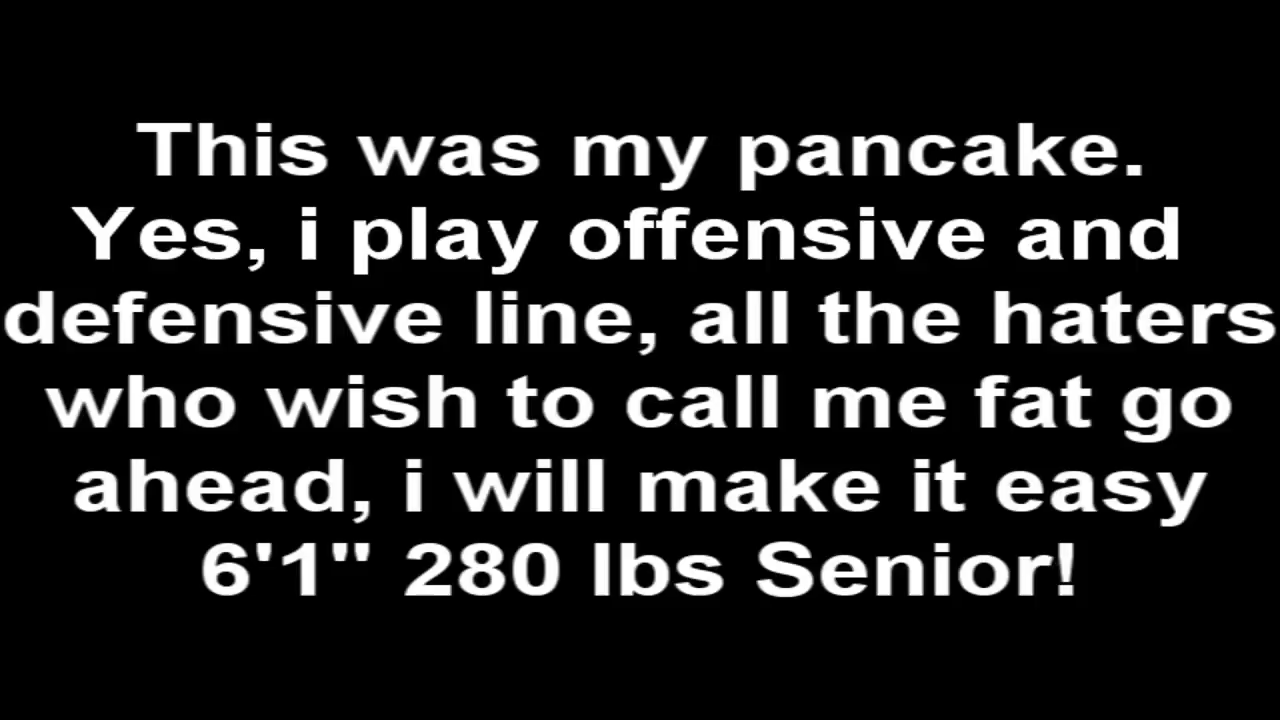 This was my pancake.
Yes, i play offensive and
defensive line, all the haters
who wish to call me fat go
ahead, i will make it easy
6'1" 280 lbs Senior!